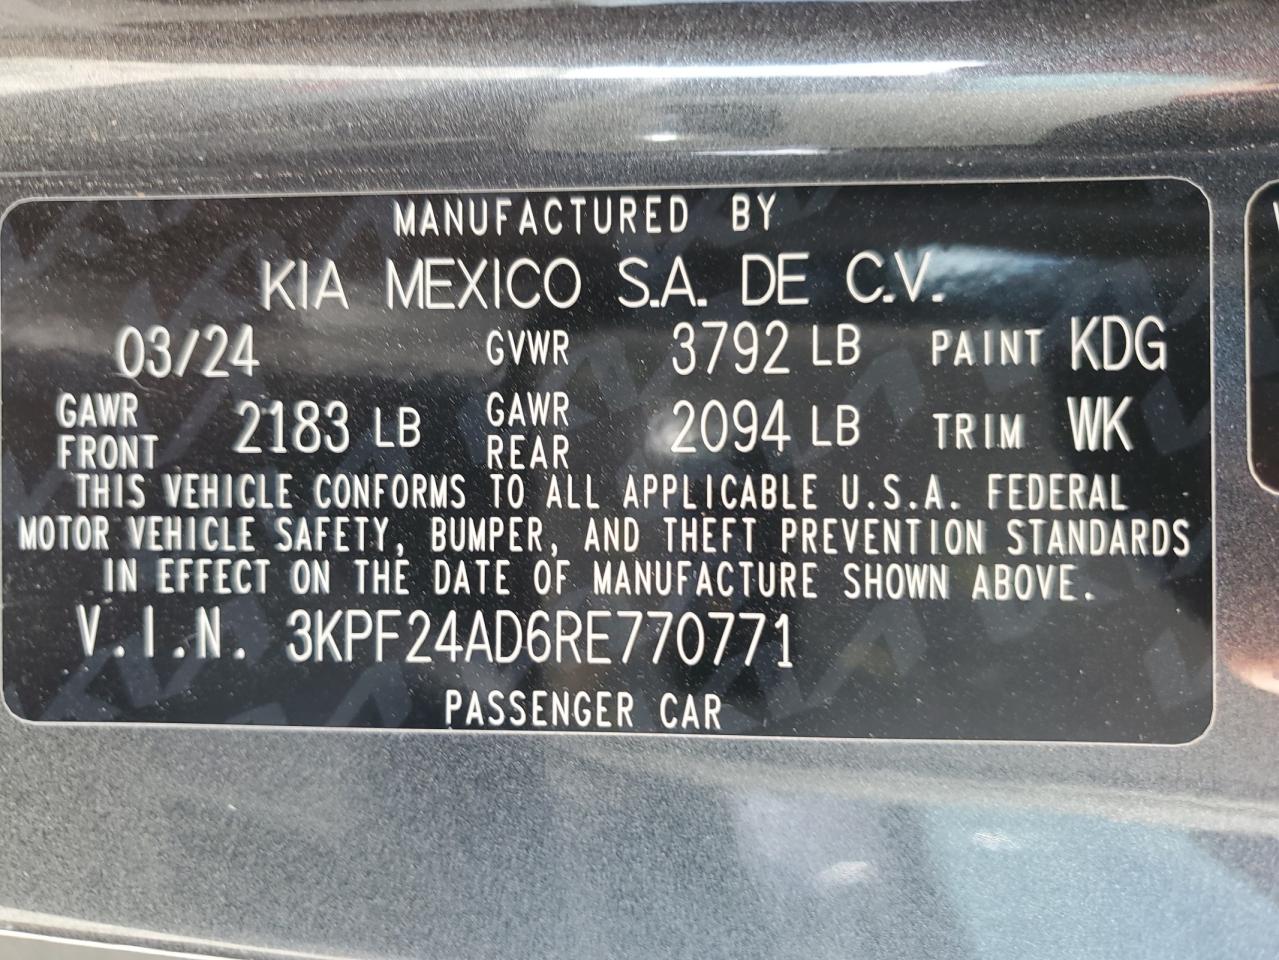 MANUFACTURED BY
KIA MEXICO S.A. DE C.V.
03/24 GVWR 3792 LB PAINT KDG
GAWR FRONT 2183 LB GAWR REAR 2094 LB TRIM WK
THIS VEHICLE CONFORMS TO ALL APPLICABLE U.S.A. FEDERAL
MOTOR VEHICLE SAFETY, BUMPER, AND THEFT PREVENTION STANDARDS
IN EFFECT ON THE DATE OF MANUFACTURE SHOWN ABOVE.
V.I.N. 3KPF24AD6RE770771
PASSENGER CAR